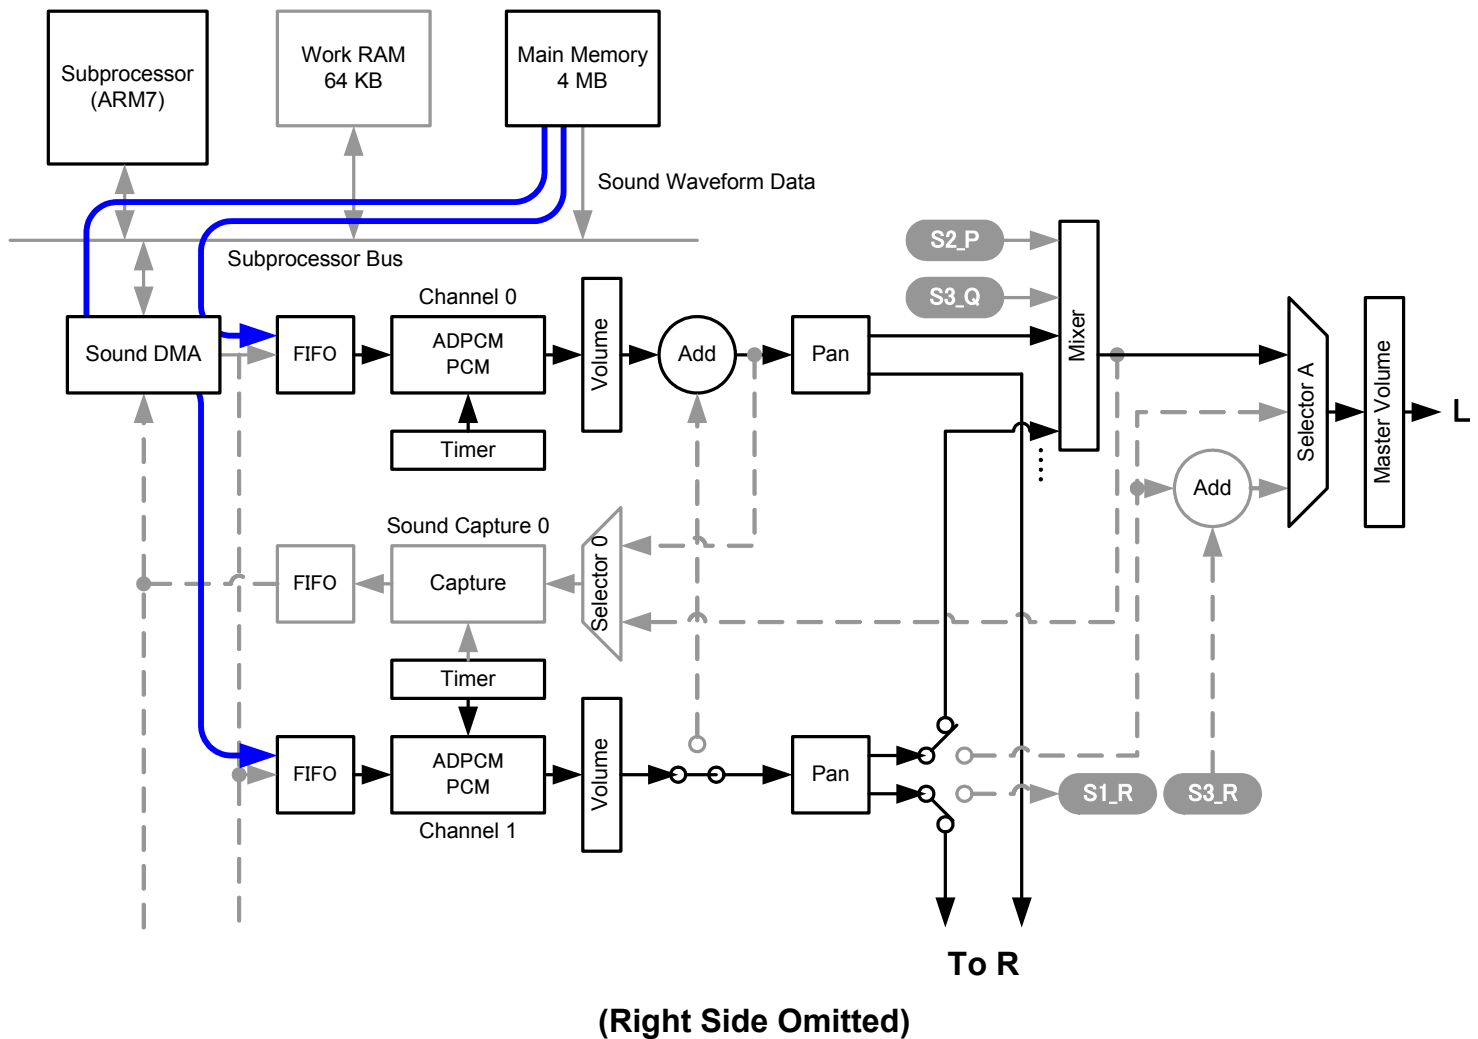 Subprocessor
(ARM7)
Work RAM
64 KB
Main Memory
4 MB
Sound Waveform Data
Subprocessor Bus
S2_P
S3_Q
Channel 0
Sound DMA
FIFO
ADPCM
PCM
Volume
Add
Pan
Mixer
Selector A
Master Volume
L
Timer
Add
Sound Capture 0
FIFO
Capture
Selector 0
Timer
FIFO
ADPCM
PCM
Volume
Pan
S1_R
S3_R
Channel 1
To R
(Right Side Omitted)